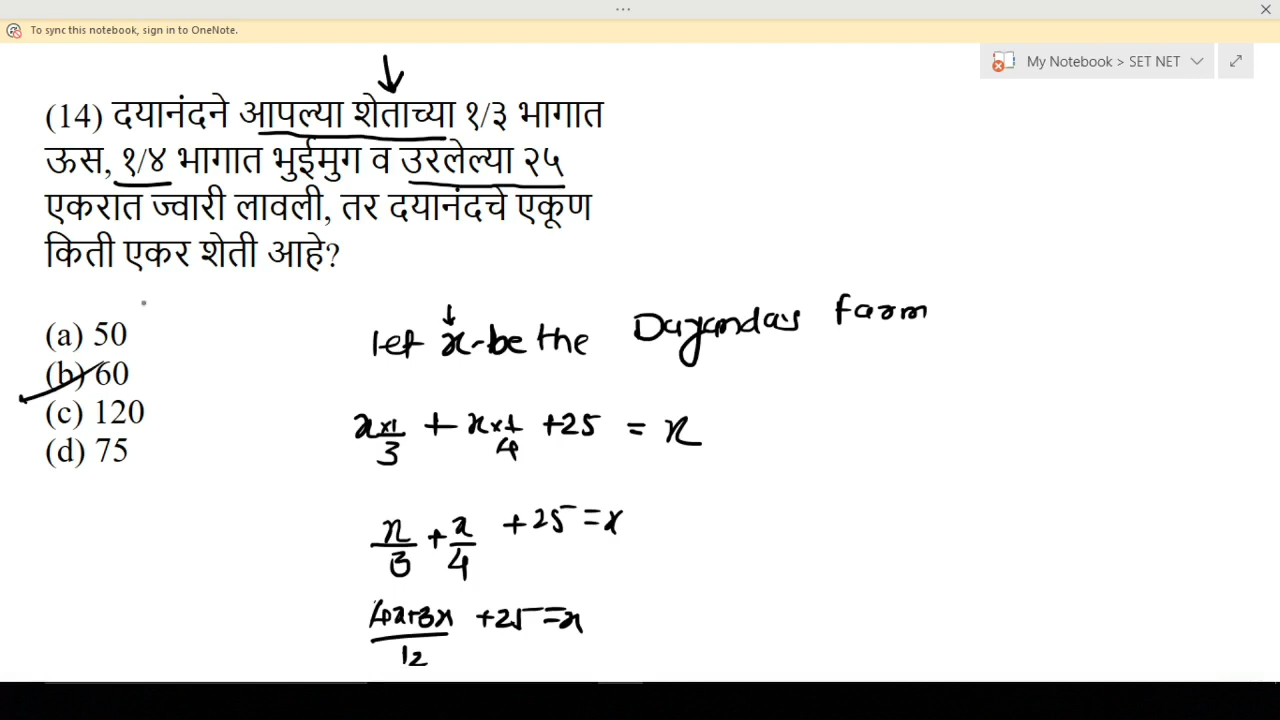 To sync this notebook, sign in to OneNote.
My Notebook > SET NET
(14) दयानंदने आपल्या शेताच्या १/३ भागात
ऊस, १/४ भागात भुईमुग व उरलेल्या २५
एकरात ज्वारी लावली, तर दयानंदचे एकूण
किती एकर शेती आहे?
(a) 50
(b) 60
(c) 120
(d) 75
let x-be the Dayanda's farm
x×1/3 + x×1/4 +25 = x
x/3 + x/4 +25 = x
4x+3x/12 +25 = x